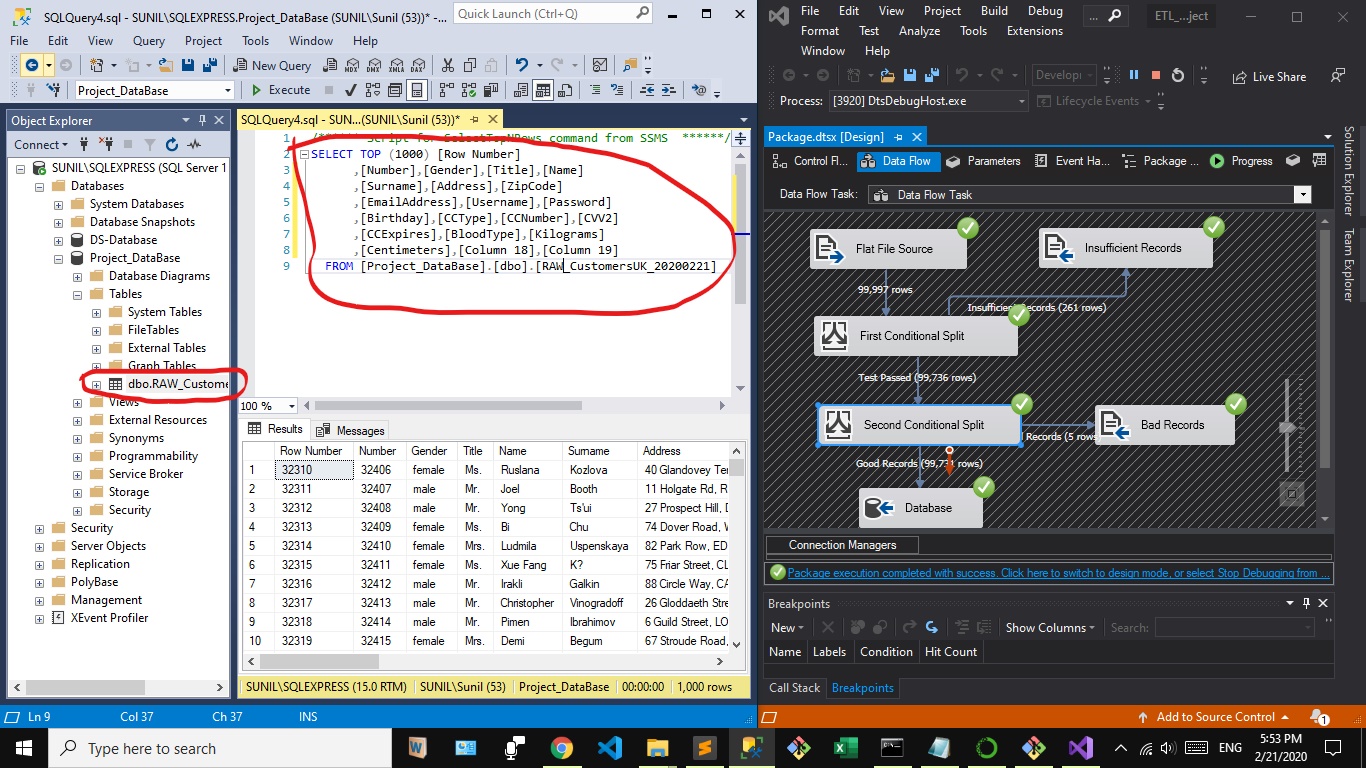 SQLQuery4.sql - SUNIL\SQLEXPRESS.Project_DataBase (SUNIL\Sunil (53))* -...
Quick Launch (Ctrl+Q)
File Edit View Query Project Tools Window Help
New Query MDX DMX XMLA DAX
Project_DataBase
Execute
Object Explorer
Connect
SUNIL\SQLEXPRESS (SQL Server 1
Databases
System Databases
Database Snapshots
DS-Database
Project_DataBase
Database Diagrams
Tables
System Tables
FileTables
External Tables
Graph Tables
dbo.RAW_Custome
Views
External Resources
Synonyms
Programmability
Service Broker
Storage
Security
Security
Server Objects
Replication
PolyBase
Management
XEvent Profiler
SQLQuery4.sql - SUN...(SUNIL\Sunil (53))*
1 Script for SelectTopNRows command from SSMS ******/
2 SELECT TOP (1000) [Row Number]
3 ,[Number],[Gender],[Title],[Name]
4 ,[Surname],[Address],[ZipCode]
5 ,[EmailAddress],[Username],[Password]
6 ,[Birthday],[CCType],[CCNumber],[CVV2]
7 ,[CCExpires],[BloodType],[Kilograms]
8 ,[Centimeters],[Column 18],[Column 19]
9 FROM [Project_DataBase].[dbo].[RAW_CustomersUK_20200221]
100 %
Results Messages
Row Number Number Gender Title Name Surname Address
1 32310 32406 female Ms. Ruslana Kozlova 40 Glandovey Ter
2 32311 32407 male Mr. Joel Booth 11 Holgate Rd, R
3 32312 32408 male Mr. Yong Ts'ui 27 Prospect Hill, D
4 32313 32409 female Ms. Bi Chu 74 Dover Road, W
5 32314 32410 female Mrs. Ludmila Uspenskaya 82 Park Row, ED
6 32315 32411 female Ms. Xue Fang K? 75 Friar Street, CL
7 32316 32412 male Mr. Irakli Galkin 88 Circle Way, CA
8 32317 32413 male Mr. Christopher Vinogradoff 26 Gloddaeth Stre
9 32318 32414 male Mr. Pimen Ibrahimov 6 Guild Street, LO
10 32319 32415 female Mrs. Demi Begum 67 Stroude Road,
SUNIL\SQLEXPRESS (15.0 RTM) SUNIL\Sunil (53) Project_DataBase 00:00:00 1,000 rows
Ln 9 Col 37 Ch 37 INS
File Edit View Project Build Debug
Format Test Analyze Tools Extensions
Window Help
...
ETL_...ject
Develop
Live Share
Process: [3920] DtsDebugHost.exe Lifecycle Events
Package.dtsx [Design]
Control Fl... Data Flow Parameters Event Ha... Package ... Progress
Data Flow Task: Data Flow Task
Flat File Source
Insufficient Records
99,997 rows
Insufficient Records (261 rows)
First Conditional Split
Test Passed (99,736 rows)
Second Conditional Split
Records (5 rows
Bad Records
Good Records (99,731 rows)
Database
Connection Managers
Package execution completed with success. Click here to switch to design mode, or select Stop Debugging from ...
Breakpoints
New Show Columns Search:
Name Labels Condition Hit Count
Call Stack Breakpoints
Add to Source Control 1
Solution Explorer
Team Explorer
Type here to search
ENG
5:53 PM
2/21/2020